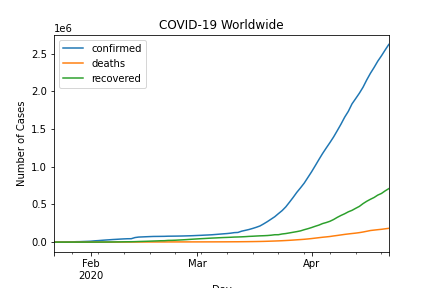 COVID-19 Worldwide
1e6
confirmed
deaths
recovered
2.5
2.0
1.5
1.0
0.5
0.0
Number of Cases
Feb
2020
Mar
Apr